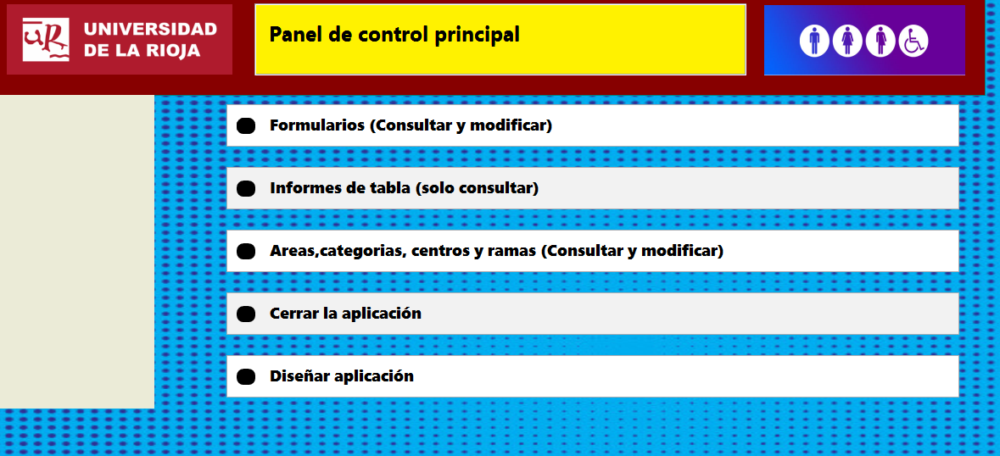 UNIVERSIDAD
DE LA RIOJA
Panel de control principal
Formularios (Consultar y modificar)
Informes de tabla (solo consultar)
Areas,categorias, centros y ramas (Consultar y modificar)
Cerrar la aplicación
Diseñar aplicación